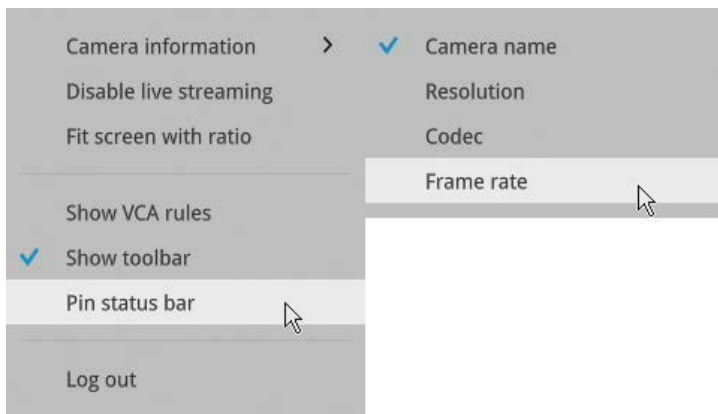 Camera information
Disable live streaming
Fit screen with ratio
Show VCA rules
Show toolbar
Pin status bar
Log out
Camera name
Resolution
Codec
Frame rate